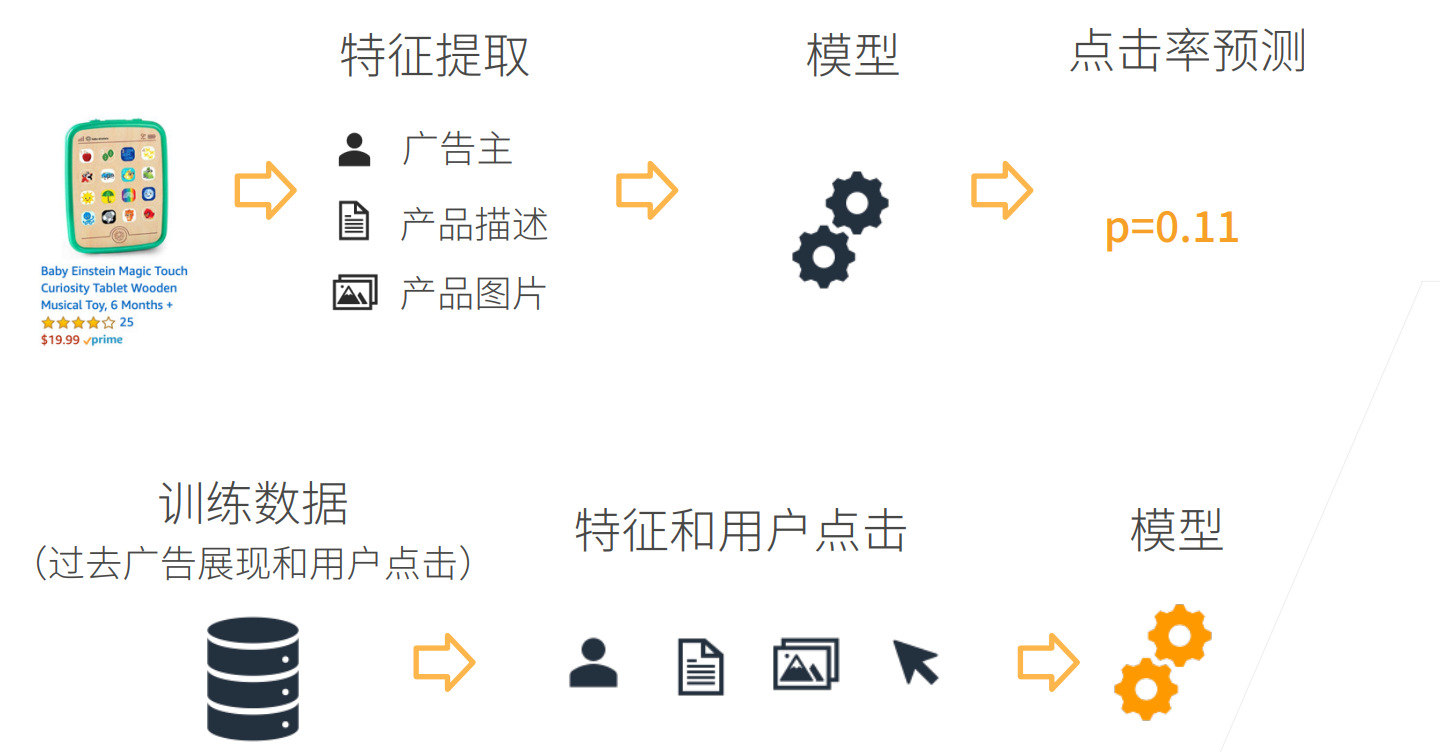 特征提取
模型
点击率预测
广告主
产品描述
产品图片
p=0.11
Baby Einstein Magic Touch
Curiosity Tablet Wooden
Musical Toy, 6 Months +
25
$19.99 prime
训练数据
（过去广告展现和用户点击）
特征和用户点击
模型